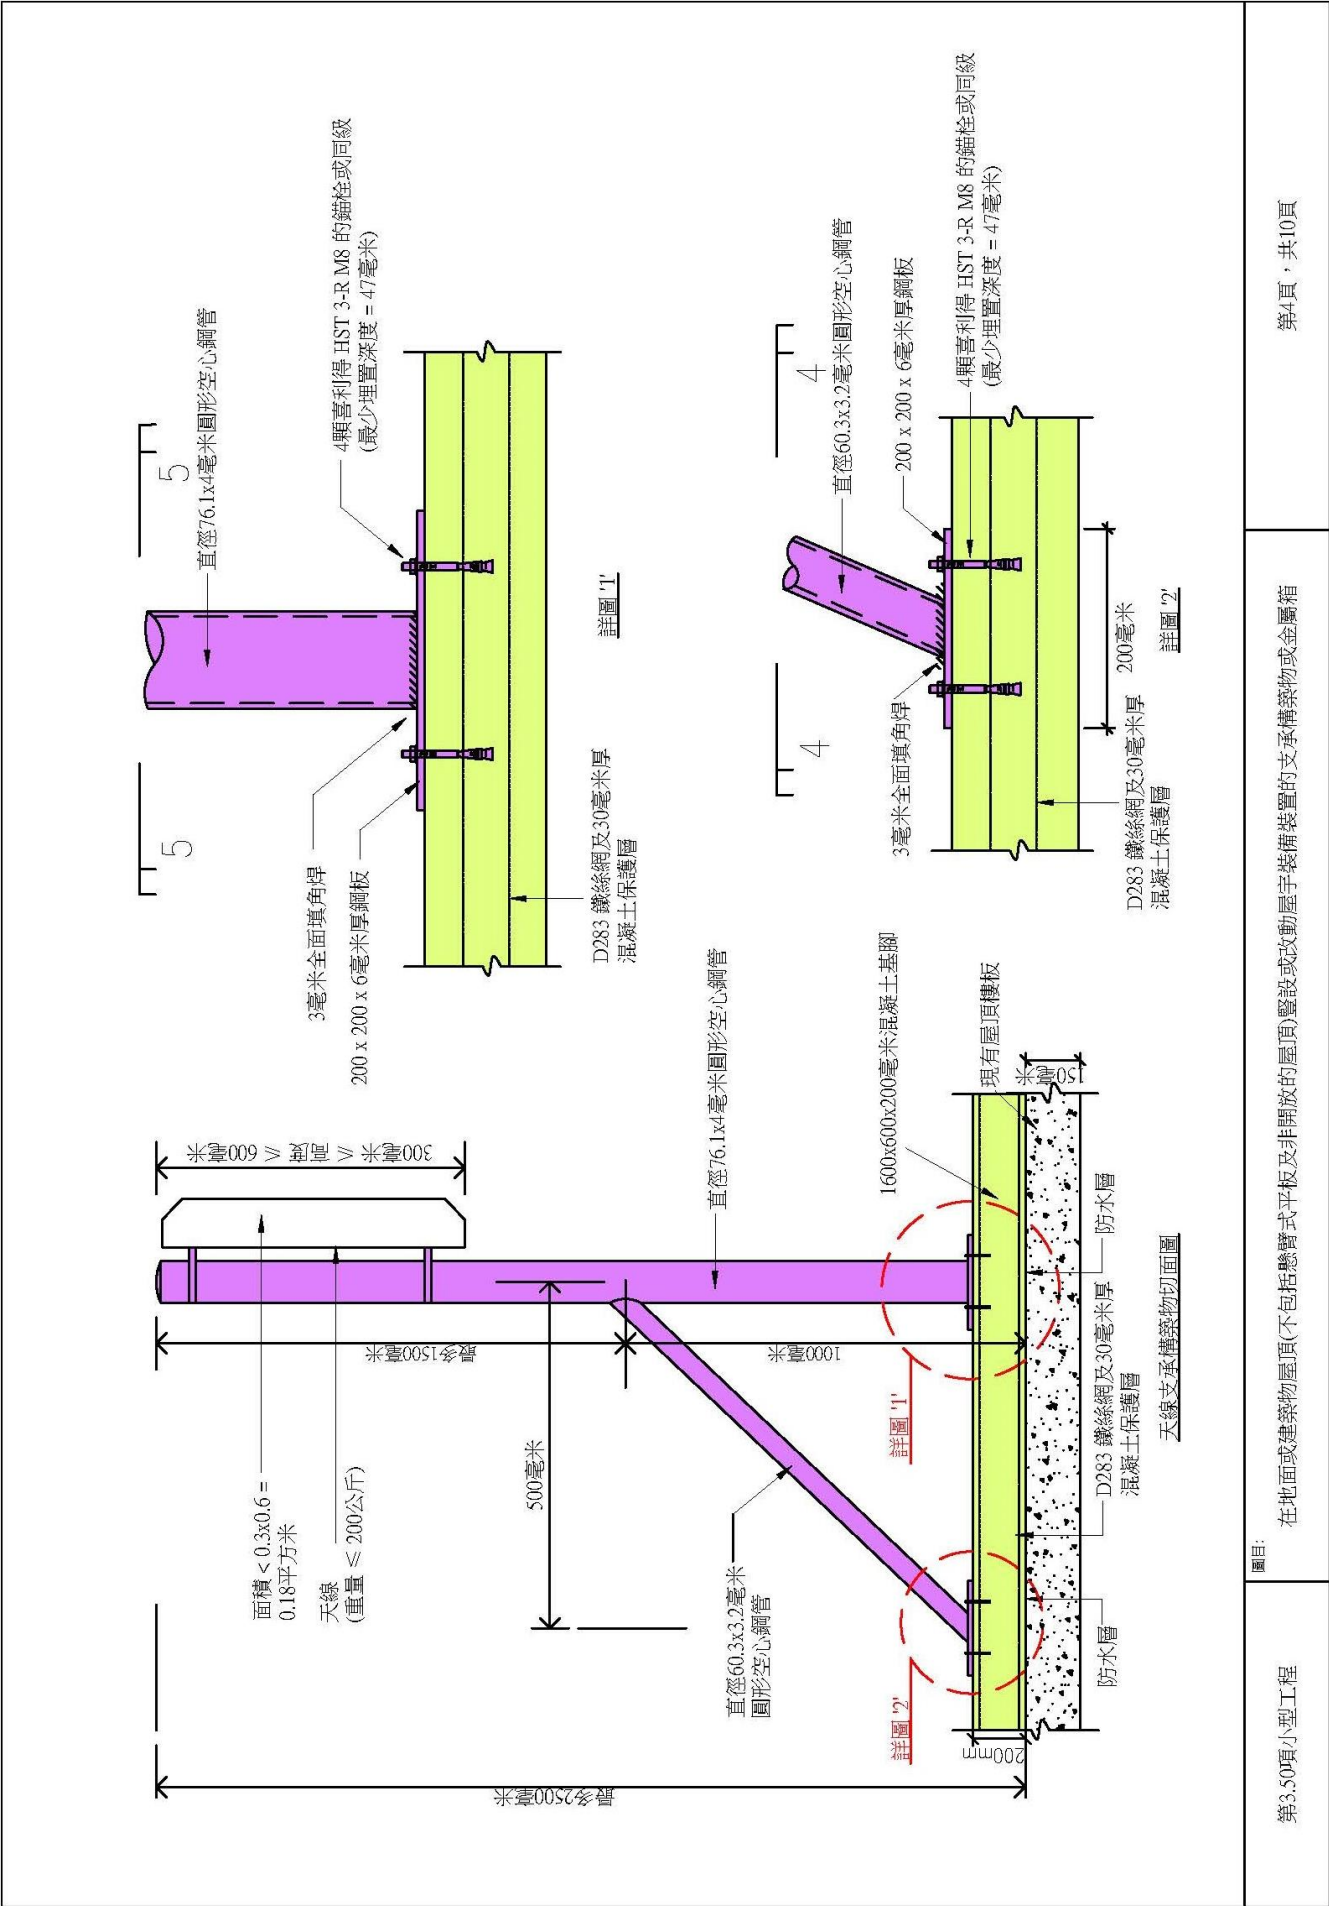 面積 < 0.3x0.6 =
0.18平方米
天線
(重量 ≤ 200公斤)
300毫米 ≤ 高度 ≤ 600毫米
最多1500毫米
1000毫米
500毫米
最多2500毫米
直徑60.3x3.2毫米
圓形空心鋼管
直徑76.1x4毫米圓形空心鋼管
1600x600x200毫米混凝土基腳
現有屋頂樓板
詳圖 '2'
詳圖 '1'
200mm
150毫米
防水層
D283 鐵絲網及30毫米厚
混凝土保護層
防水層
天線支承構築物切面圖
5
5
直徑76.1x4毫米圓形空心鋼管
3毫米全面填角焊
200 x 200 x 6毫米厚鋼板
4顆喜利得 HST 3-R M8 的錨栓或同級
(最少埋置深度 = 47毫米)
D283 鐵絲網及30毫米厚
混凝土保護層
詳圖 '1'
4
4
直徑60.3x3.2毫米圓形空心鋼管
3毫米全面填角焊
200 x 200 x 6毫米厚鋼板
4顆喜利得 HST 3-R M8 的錨栓或同級
(最少埋置深度 = 47毫米)
200毫米
D283 鐵絲網及30毫米厚
混凝土保護層
詳圖 '2'
第3.50項小型工程
圖目:
在地面或建築物屋頂(不包括懸臂式平板及非開放的屋頂)豎設或改動屋宇裝備裝置的支承構築物或金屬箱
第4頁，共10頁